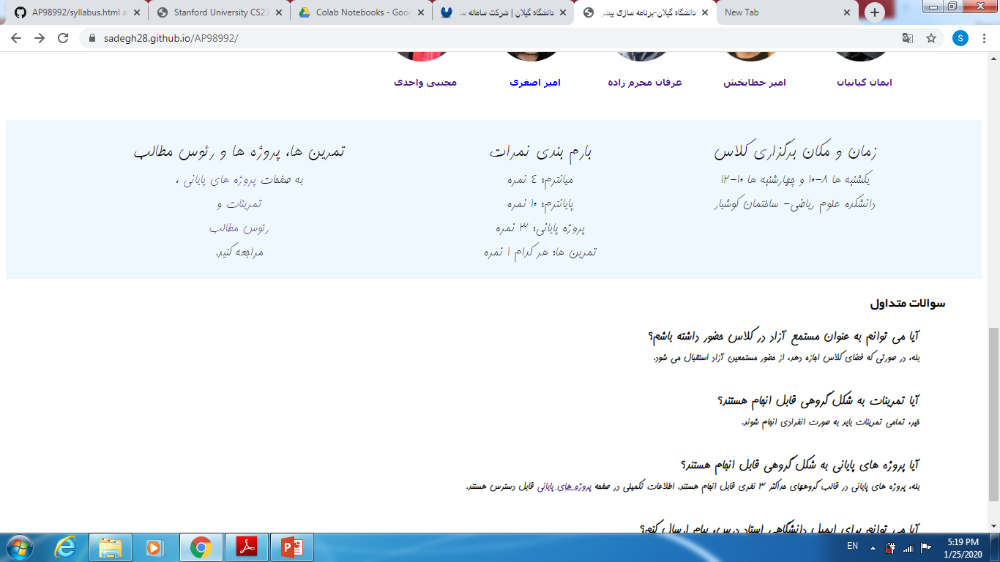 AP98992/syllabus.html a
Stanford University CS23
Colab Notebooks - Goog
دانشگاه گیلان | شرکت سامانه س
دانشگاه گیلان-برنامه سازی پیشر
New Tab
sadegh28.github.io/AP98992/
S
ایمان کیانیان
امیر خطابخش
عرفان محرم زاده
امیر اصغری
مجتبی واحدی
زمان و مکان برگزاری کلاس
یکشنبه ها ۸-۱۰ و چهارشنبه ها ۱۰-۱۲
دانشکده علوم ریاضی- ساختمان کوشیار
بارم بندی نمرات
میانترم: ٤ نمره
پایانترم: ۱۰ نمره
پروژه پایانی: ۳ نمره
تمرین ها: هر کدام ۱ نمره
تمرین ها، پروژه ها و رئوس مطالب
به صفحات پروژه های پایانی ،
تمرینات و
رئوس مطالب
مراجعه کنید.
سوالات متداول
آیا می توانم به عنوان مستمع آزاد در کلاس حضور داشته باشم؟
بله، در صورتی که فضای کلاس اجازه دهد، از حضور مستمعین آزاد استقبال می شود.
آیا تمرینات به شکل گروهی قابل انجام هستند؟
خیر، تمامی تمرینات باید به صورت انفرادی انجام شوند.
آیا پروژه های پایانی به شکل گروهی قابل انجام هستند؟
بله، پروژه های پایانی در قالب گروههای حداکثر ۳ نفری قابل انجام هستند. اطلاعات تکمیلی در صفحه پروژه های پایانی قابل دسترس هستند.
آیا می توانم برای ایمیل دانشگاهی استاد درس، پیام ارسال کنم؟
EN
5:19 PM
1/25/2020